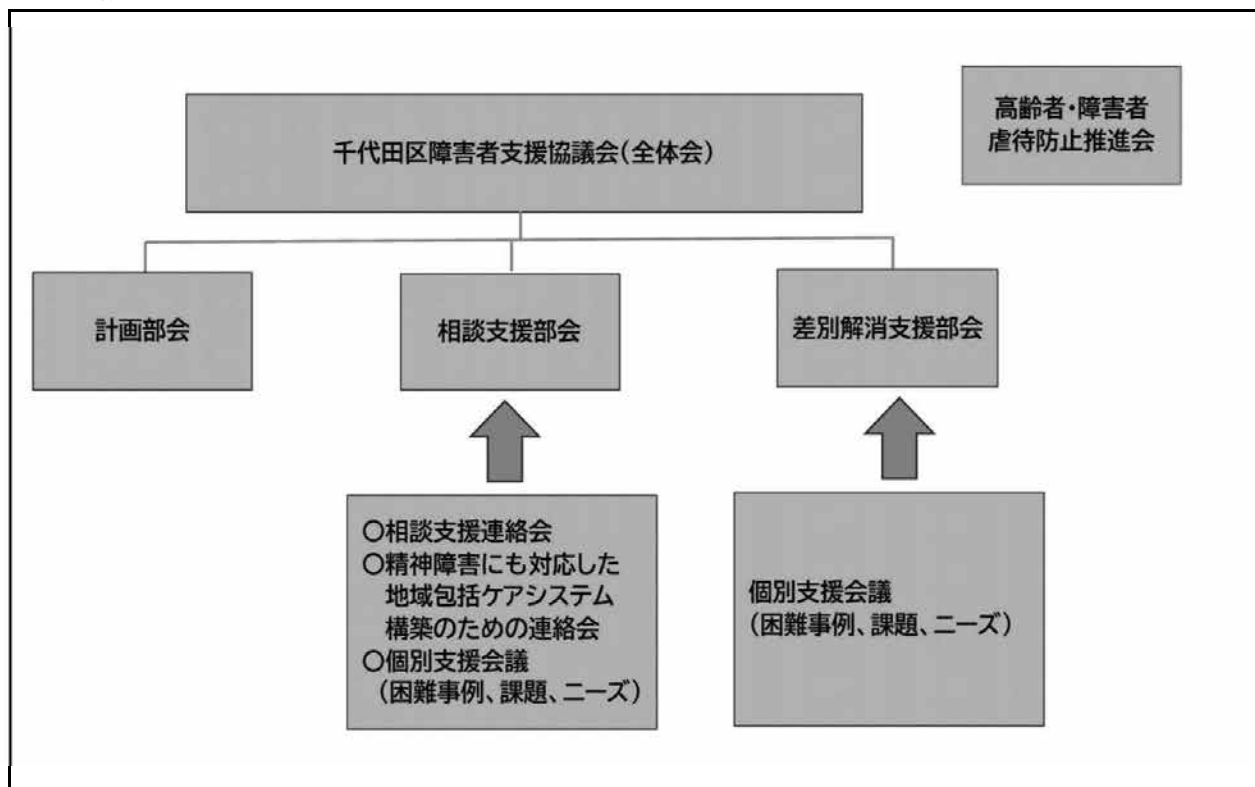 千代田区障害者支援協議会(全体会)
高齢者・障害者
虐待防止推進会
計画部会
相談支援部会
差別解消支援部会
〇相談支援連絡会
〇精神障害にも対応した
地域包括ケアシステム
構築のための連絡会
〇個別支援会議
(困難事例、課題、ニーズ)
個別支援会議
(困難事例、課題、ニーズ)